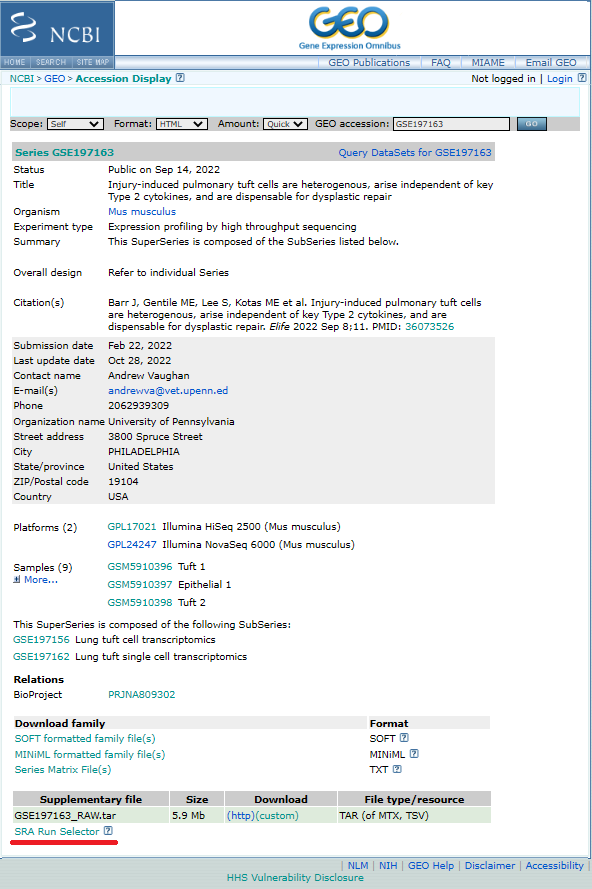 NCBI
GEO
Gene Expression Omnibus
HOME SEARCH SITE MAP
GEO Publications FAQ MIAME Email GEO
NCBI > GEO > Accession Display ?
Not logged in | Login ?
Scope: Self Format: HTML Amount: Quick GEO accession: GSE197163 GO
Series GSE197163 Query DataSets for GSE197163
Status Public on Sep 14, 2022
Title Injury-induced pulmonary tuft cells are heterogenous, arise independent of key
Type 2 cytokines, and are dispensable for dysplastic repair
Organism Mus musculus
Experiment type Expression profiling by high throughput sequencing
Summary This SuperSeries is composed of the SubSeries listed below.
Overall design Refer to individual Series
Citation(s) Barr J, Gentile ME, Lee S, Kotas ME et al. Injury-induced pulmonary tuft cells
are heterogenous, arise independent of key Type 2 cytokines, and are
dispensable for dysplastic repair. Elife 2022 Sep 8;11. PMID: 36073526
Submission date Feb 22, 2022
Last update date Oct 28, 2022
Contact name Andrew Vaughan
E-mail(s) andrewva@vet.upenn.ed
Phone 2062939309
Organization name University of Pennsylvania
Street address 3800 Spruce Street
City PHILADELPHIA
State/province United States
ZIP/Postal code 19104
Country USA
Platforms (2) GPL17021 Illumina HiSeq 2500 (Mus musculus)
GPL24247 Illumina NovaSeq 6000 (Mus musculus)
Samples (9) GSM5910396 Tuft 1
More... GSM5910397 Epithelial 1
GSM5910398 Tuft 2
This SuperSeries is composed of the following SubSeries:
GSE197156 Lung tuft cell transcriptomics
GSE197162 Lung tuft single cell transcriptomics
Relations
BioProject PRJNA809302
Download family Format
SOFT formatted family file(s) SOFT ?
MINiML formatted family file(s) MINiML ?
Series Matrix File(s) TXT ?
Supplementary file Size Download File type/resource
GSE197163_RAW.tar 5.9 Mb (http)(custom) TAR (of MTX, TSV)
SRA Run Selector ?
| NLM | NIH | GEO Help | Disclaimer | Accessibility |
HHS Vulnerability Disclosure